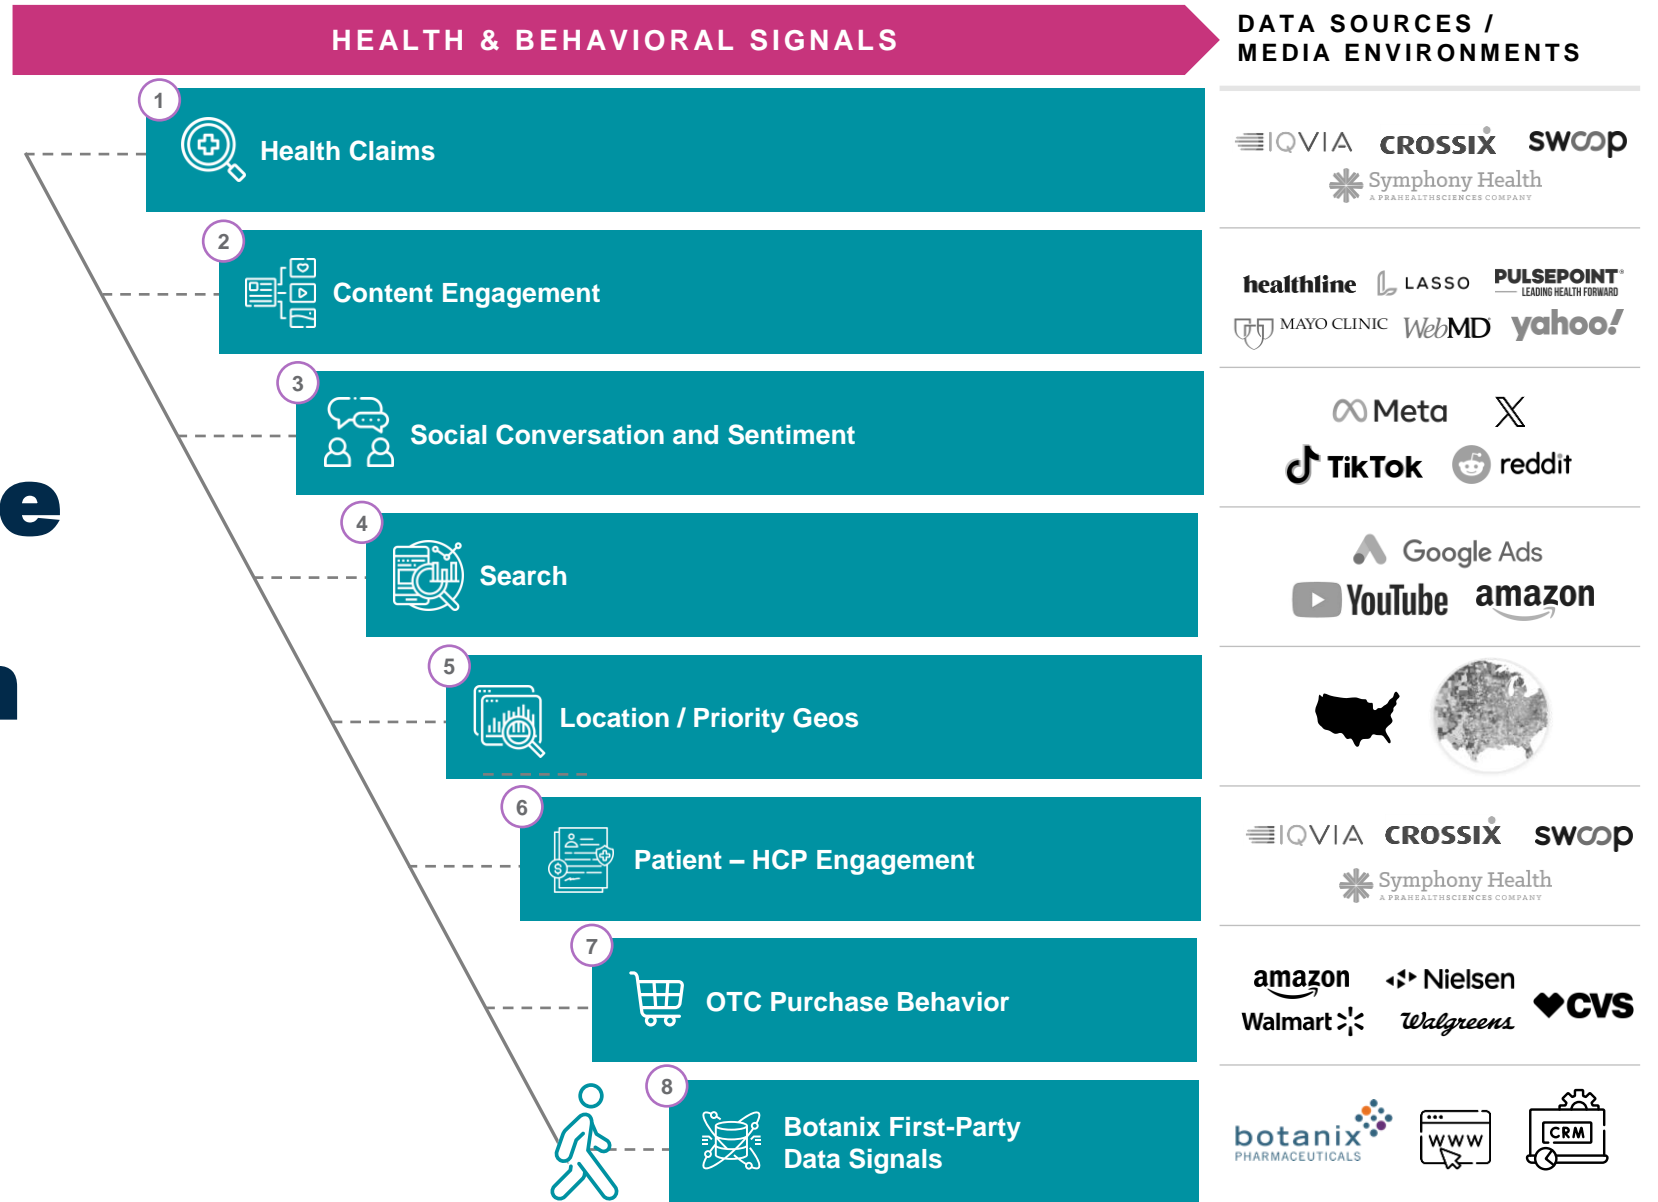 HEALTH & BEHAVIORAL SIGNALS
DATA SOURCES /
MEDIA ENVIRONMENTS
1
Health Claims
IQVIA CROSSIX swoop
Symphony Health
A PRAHEALTHSCIENCES COMPANY
2
Content Engagement
healthline LASSO PULSEPOINT®
LEADING HEALTH FORWARD
MAYO CLINIC WebMD yahoo!
3
Social Conversation and Sentiment
Meta X
TikTok reddit
e
4
Search
Google Ads
YouTube amazon
n
5
Location / Priority Geos
6
Patient – HCP Engagement
IQVIA CROSSIX swoop
Symphony Health
A PRAHEALTHSCIENCES COMPANY
7
OTC Purchase Behavior
amazon Nielsen
CVS
Walmart Walgreens
8
Botanix First-Party
Data Signals
botanix
PHARMACEUTICALS
www
CRM